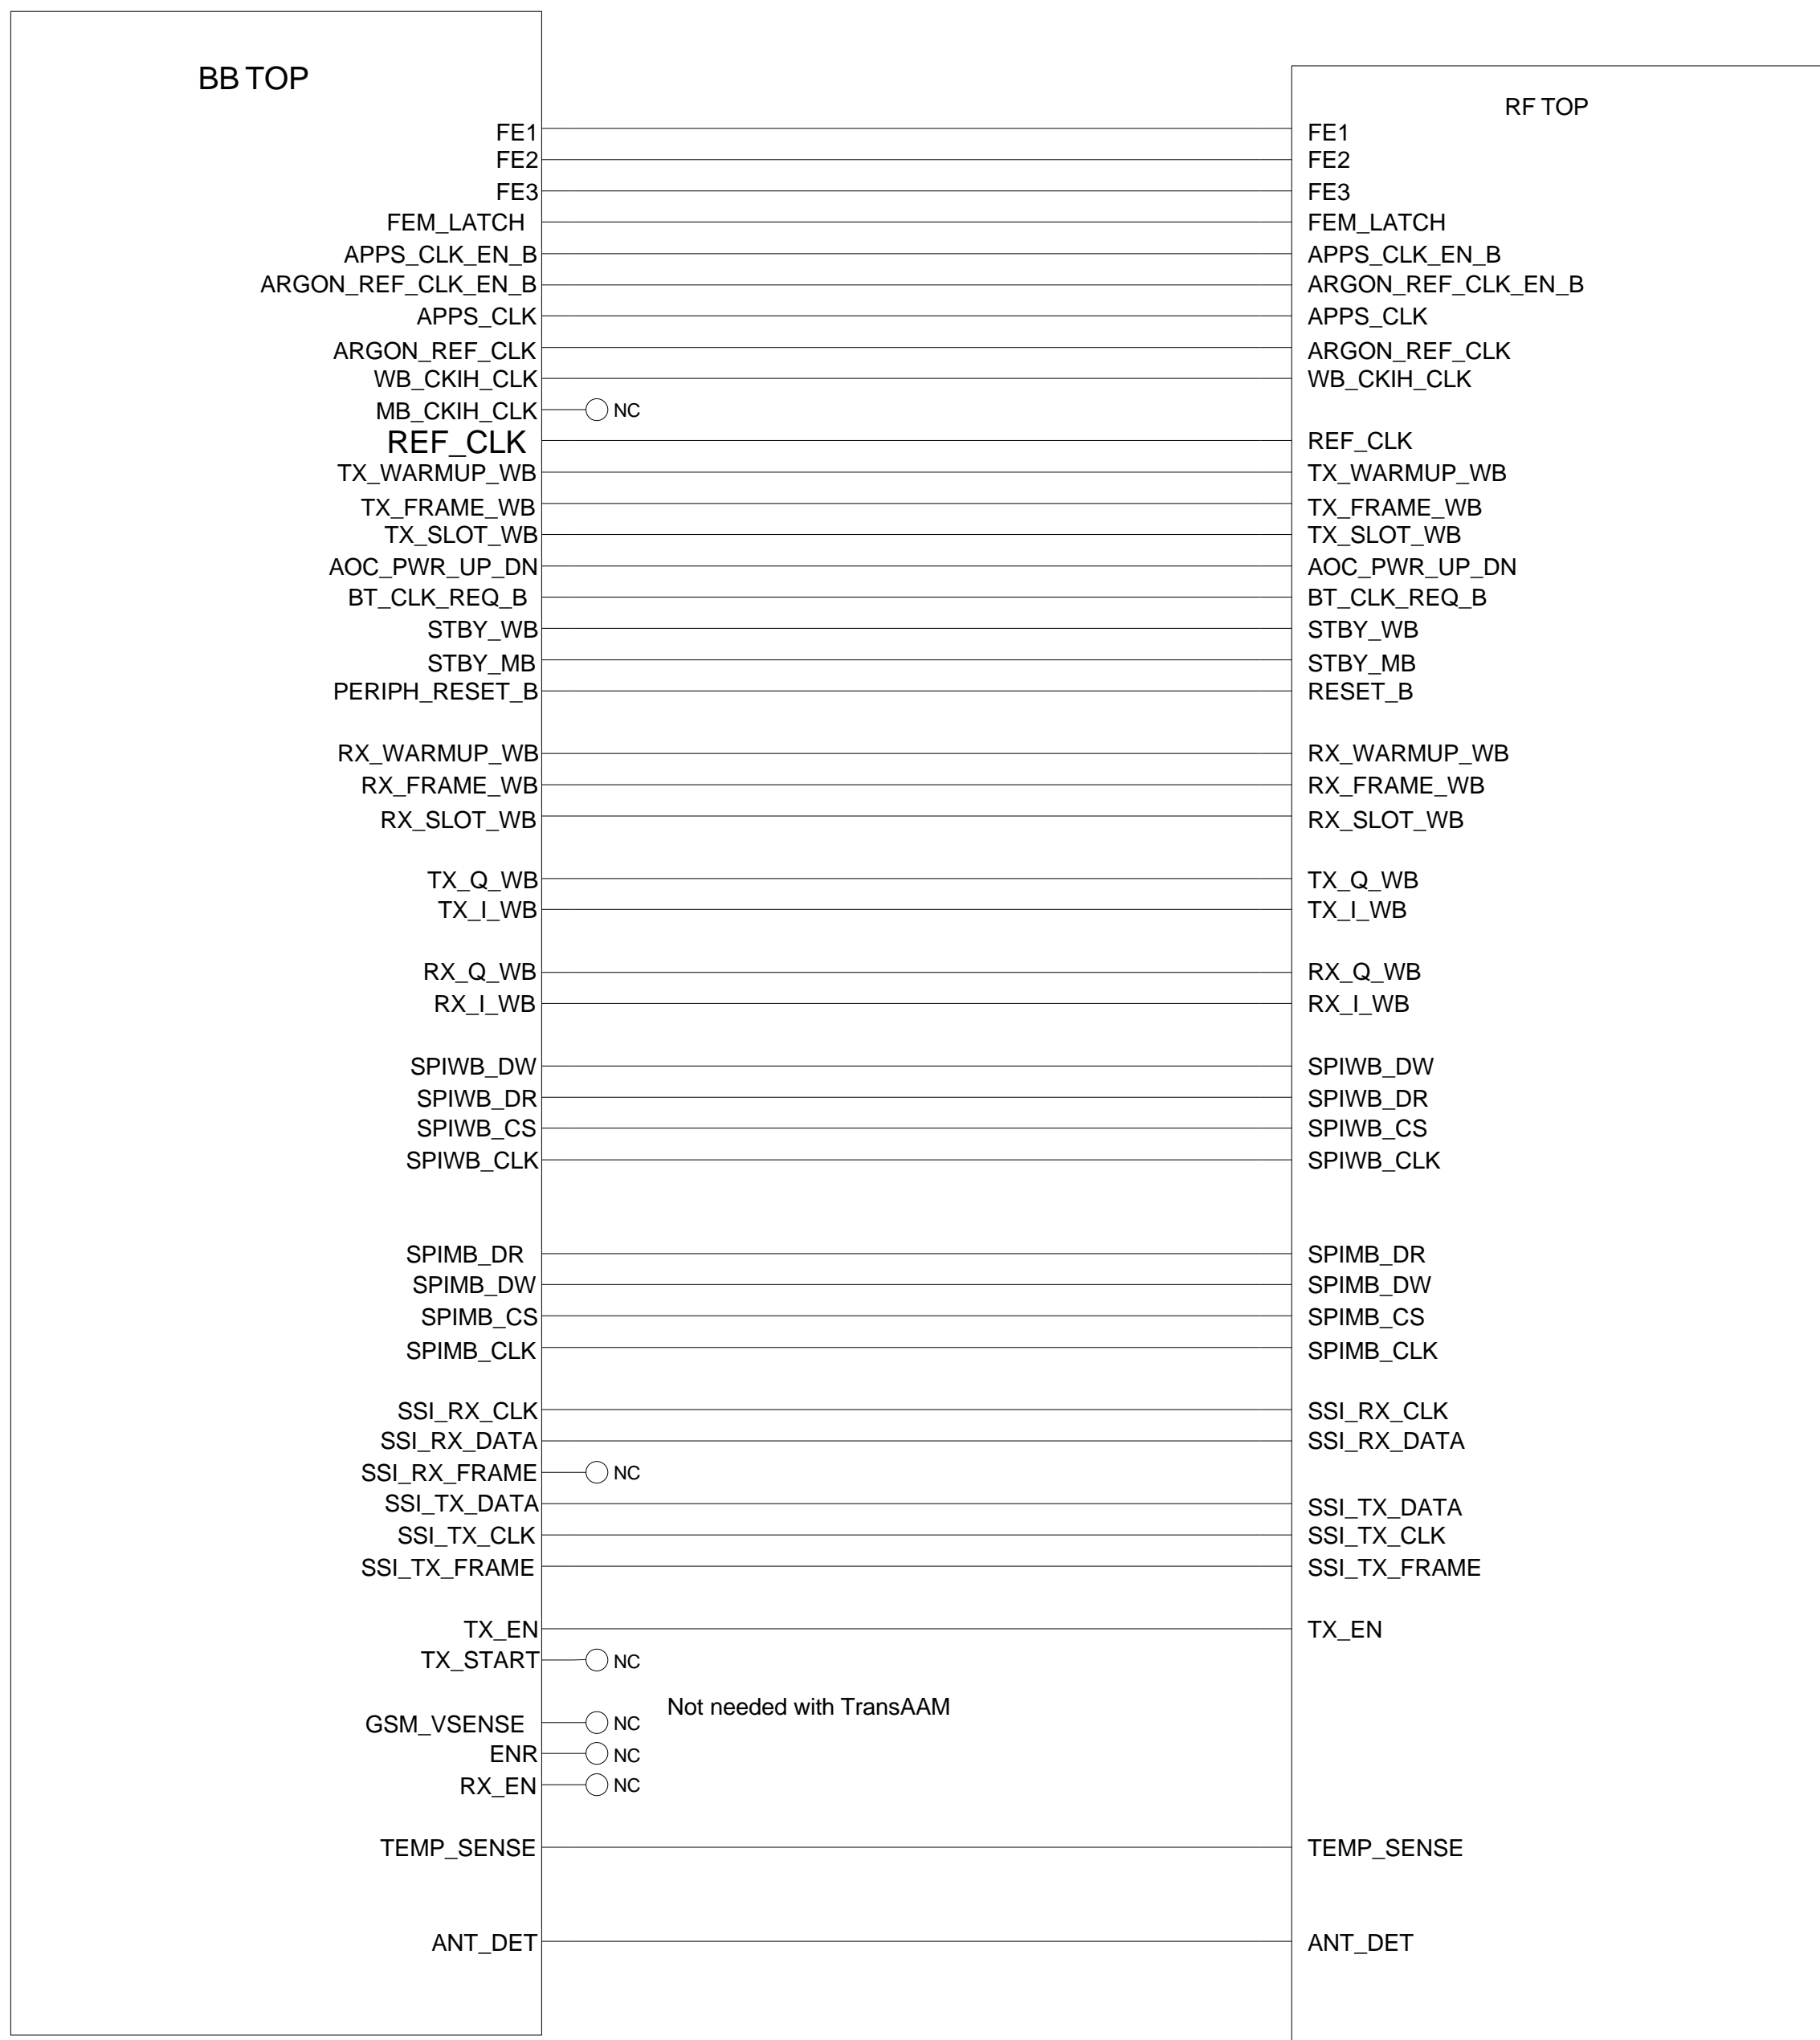 BB TOP
RF TOP
FE1 FE1
FE2 FE2
FE3 FE3
FEM_LATCH FEM_LATCH
APPS_CLK_EN_B APPS_CLK_EN_B
ARGON_REF_CLK_EN_B ARGON_REF_CLK_EN_B
APPS_CLK APPS_CLK
ARGON_REF_CLK ARGON_REF_CLK
WB_CKIH_CLK WB_CKIH_CLK
MB_CKIH_CLK NC
REF_CLK REF_CLK
TX_WARMUP_WB TX_WARMUP_WB
TX_FRAME_WB TX_FRAME_WB
TX_SLOT_WB TX_SLOT_WB
AOC_PWR_UP_DN AOC_PWR_UP_DN
BT_CLK_REQ_B BT_CLK_REQ_B
STBY_WB STBY_WB
STBY_MB STBY_MB
PERIPH_RESET_B RESET_B
RX_WARMUP_WB RX_WARMUP_WB
RX_FRAME_WB RX_FRAME_WB
RX_SLOT_WB RX_SLOT_WB
TX_Q_WB TX_Q_WB
TX_I_WB TX_I_WB
RX_Q_WB RX_Q_WB
RX_I_WB RX_I_WB
SPIWB_DW SPIWB_DW
SPIWB_DR SPIWB_DR
SPIWB_CS SPIWB_CS
SPIWB_CLK SPIWB_CLK
SPIMB_DR SPIMB_DR
SPIMB_DW SPIMB_DW
SPIMB_CS SPIMB_CS
SPIMB_CLK SPIMB_CLK
SSI_RX_CLK SSI_RX_CLK
SSI_RX_DATA SSI_RX_DATA
SSI_RX_FRAME NC
SSI_TX_DATA SSI_TX_DATA
SSI_TX_CLK SSI_TX_CLK
SSI_TX_FRAME SSI_TX_FRAME
TX_EN TX_EN
TX_START NC
Not needed with TransAAM
GSM_VSENSE NC
ENR NC
RX_EN NC
TEMP_SENSE TEMP_SENSE
ANT_DET ANT_DET